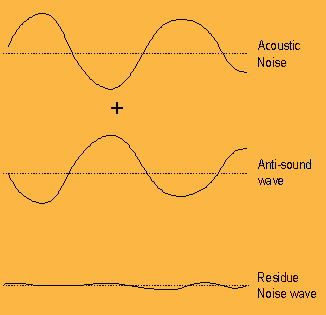 Acoustic
Noise
+
Anti-sound
wave
Residue
Noise wave